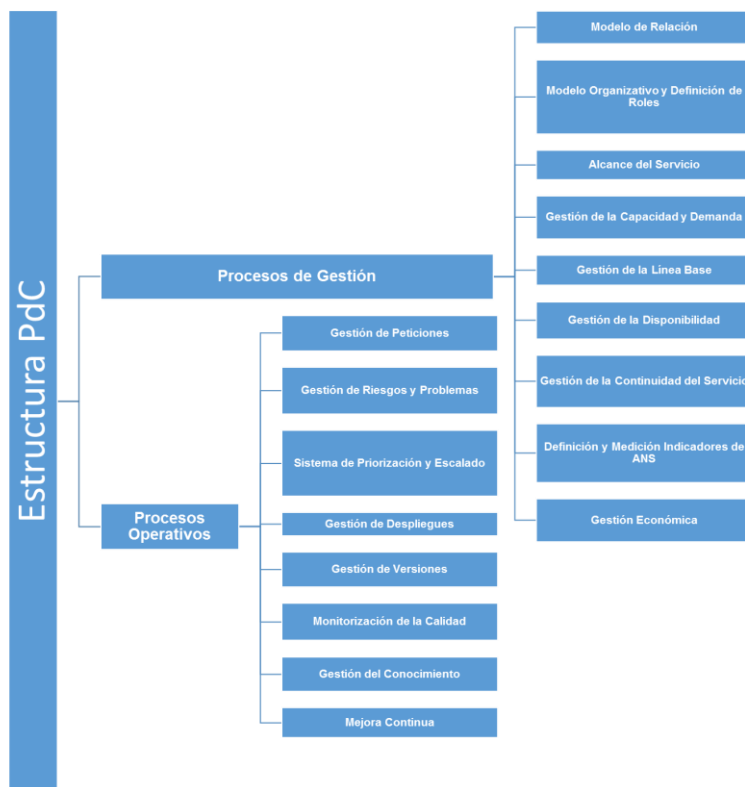 Estructura PdC
Procesos de Gestión
Modelo de Relación
Modelo Organizativo y Definición de
Roles
Alcance del Servicio
Gestión de la Capacidad y Demanda
Gestión de la Línea Base
Gestión de la Disponibilidad
Gestión de la Continuidad del Servicio
Definición y Medición Indicadores de
ANS
Gestión Económica
Procesos
Operativos
Gestión de Peticiones
Gestión de Riesgos y Problemas
Sistema de Priorización y Escalado
Gestión de Despliegues
Gestión de Versiones
Monitorización de la Calidad
Gestión del Conocimiento
Mejora Continua